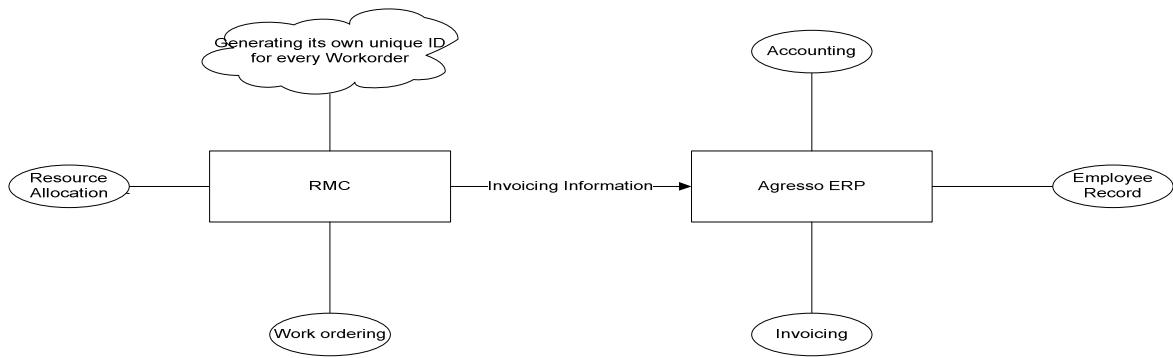 Generating its own unique ID
for every Workorder
Accounting
Resource
Allocation
RMC
Invoicing Information
Agresso ERP
Employee
Record
Work ordering
Invoicing